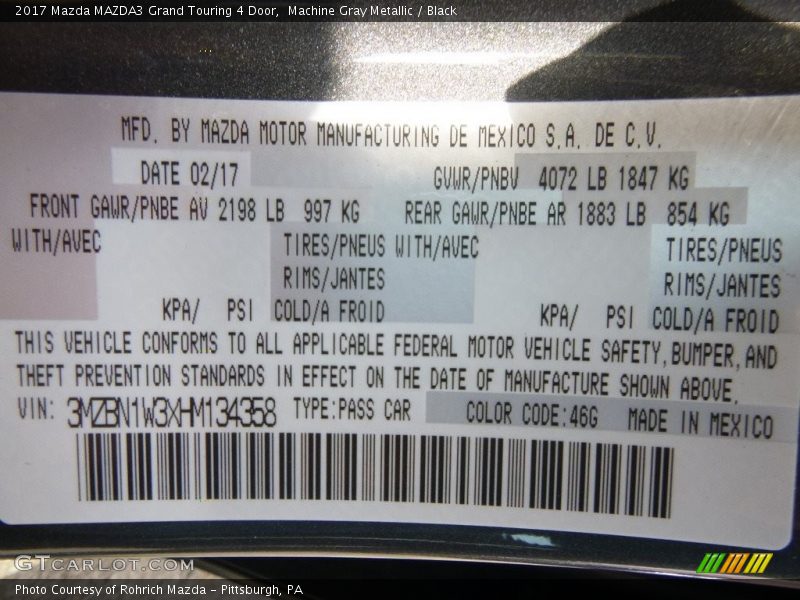 2017 Mazda MAZDA3 Grand Touring 4 Door,  Machine Gray Metallic / Black
MFD. BY MAZDA MOTOR MANUFACTURING DE MEXICO S.A. DE C.V.
DATE 02/17 GVWR/PNBV 4072 LB 1847 KG
FRONT GAWR/PNBE AV 2198 LB 997 KG REAR GAWR/PNBE AR 1883 LB 854 KG
WITH/AVEC TIRES/PNEUS WITH/AVEC TIRES/PNEUS
RIMS/JANTES RIMS/JANTES
KPA/ PSI COLD/A FROID KPA/ PSI COLD/A FROID
THIS VEHICLE CONFORMS TO ALL APPLICABLE FEDERAL MOTOR VEHICLE SAFETY, BUMPER, AND
THEFT PREVENTION STANDARDS IN EFFECT ON THE DATE OF MANUFACTURE SHOWN ABOVE.
VIN: 3MZBN1W3XHM134358 TYPE:PASS CAR COLOR CODE:46G MADE IN MEXICO
GTCARLOT.COM
Photo Courtesy of Rohrich Mazda - Pittsburgh, PA